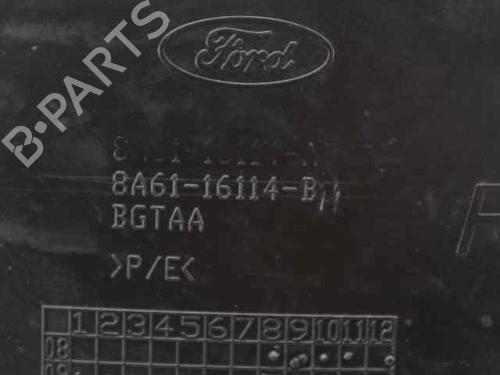 Ford
B-PARTS
8A61-16114-B
BGTAA
>P/E<
1 2 3 4 5 6 7 8 9 10 11 12
08